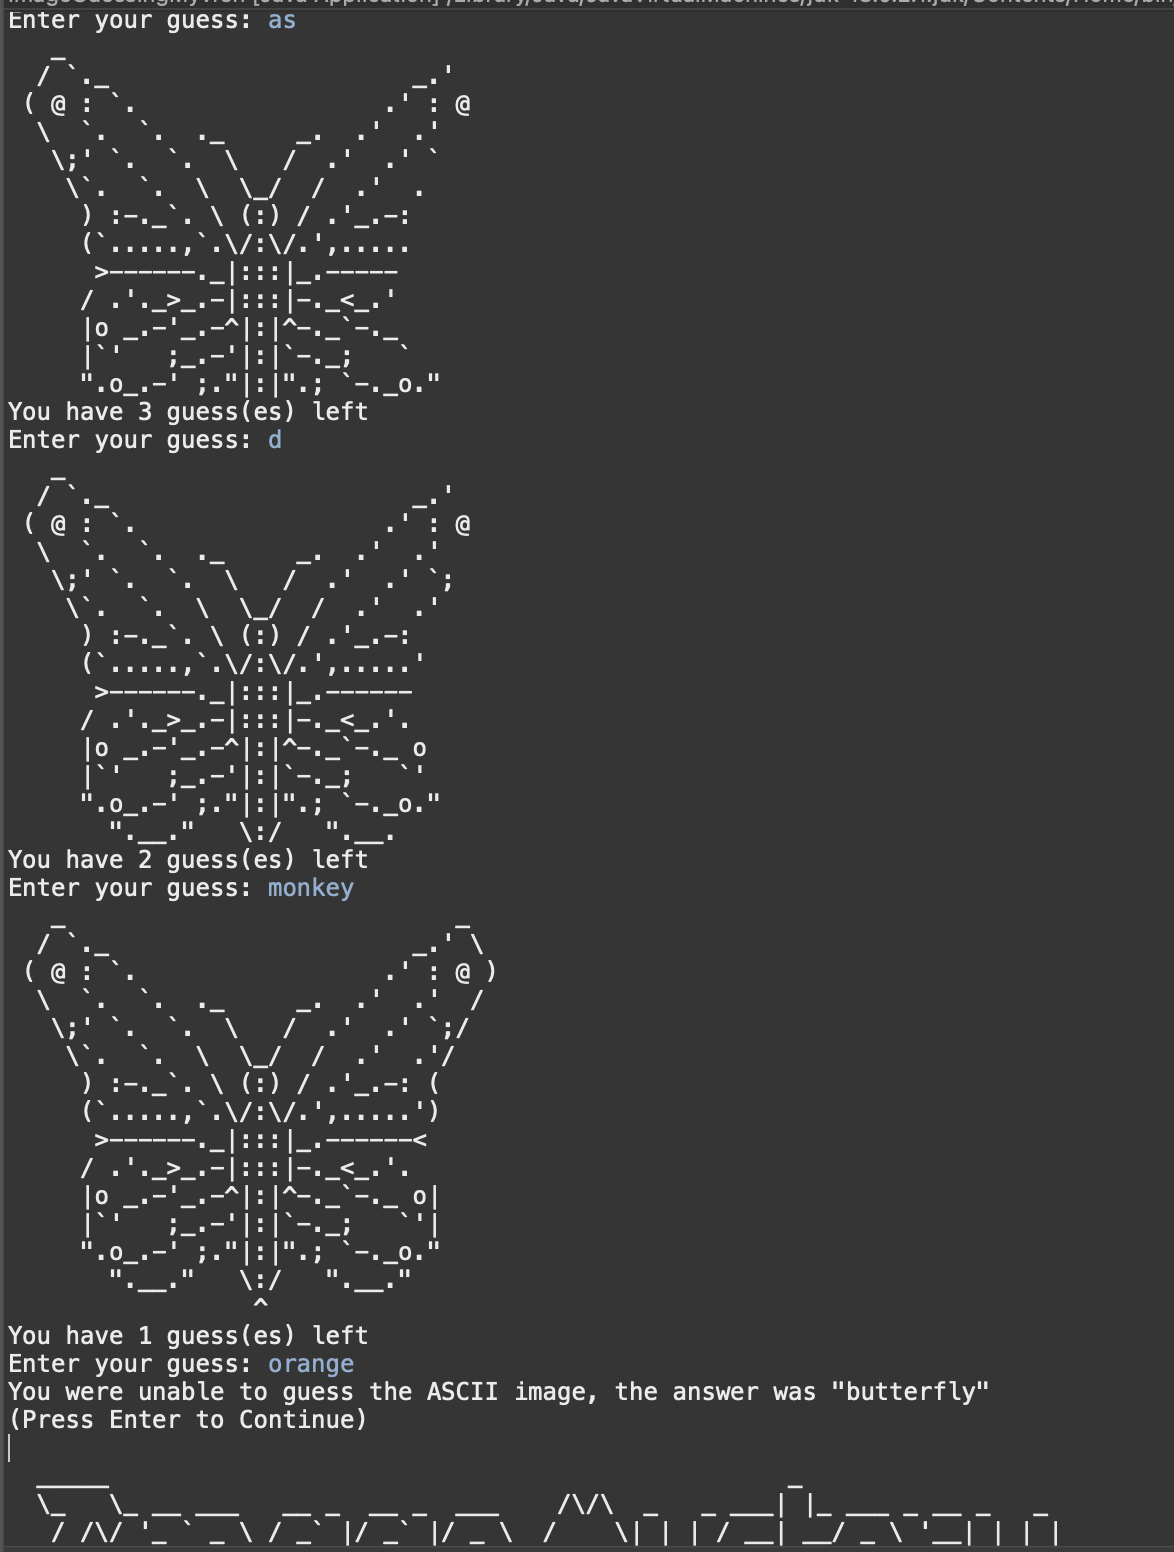 Enter your guess: as
You have 3 guess(es) left
Enter your guess: d
You have 2 guess(es) left
Enter your guess: monkey
You have 1 guess(es) left
Enter your guess: orange
You were unable to guess the ASCII image, the answer was "butterfly"
(Press Enter to Continue)